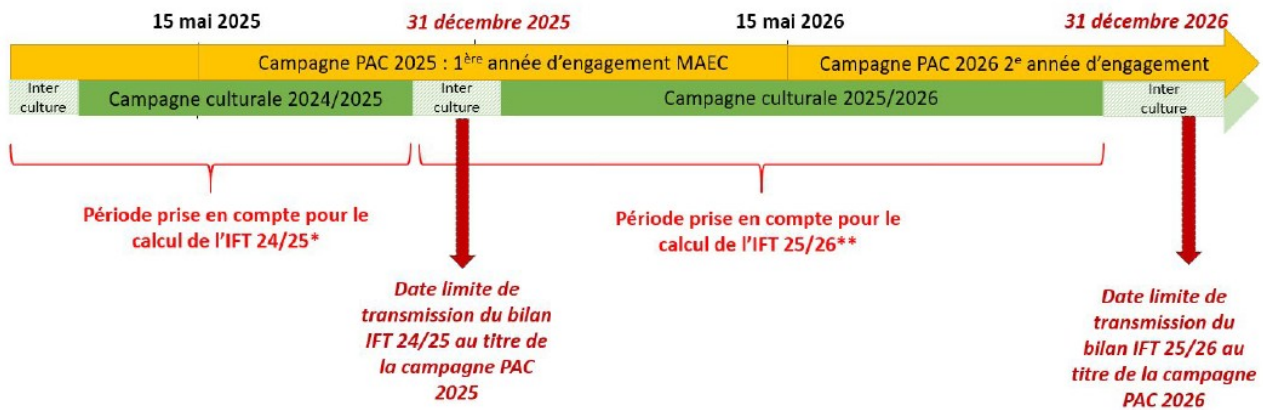 15 mai 2025
31 décembre 2025
15 mai 2026
31 décembre 2026
Campagne PAC 2025 : 1ère année d'engagement MAEC
Campagne PAC 2026 2e année d'engagement
Inter
culture
Campagne culturale 2024/2025
Inter
culture
Campagne culturale 2025/2026
Inter
culture
Période prise en compte pour le
calcul de l'IFT 24/25*
Période prise en compte pour le
calcul de l'IFT 25/26**
Date limite de
transmission du bilan
IFT 24/25 au titre de
la campagne PAC
2025
Date limite de
transmission du
bilan IFT 25/26 au
titre de la campagne
PAC 2026